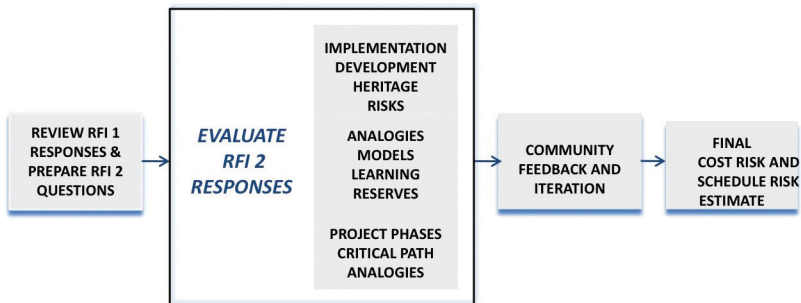 REVIEW RFI 1
RESPONSES &
PREPARE RFI 2
QUESTIONS
EVALUATE
RFI 2
RESPONSES
IMPLEMENTATION
DEVELOPMENT
HERITAGE
RISKS
ANALOGIES
MODELS
LEARNING
RESERVES
PROJECT PHASES
CRITICAL PATH
ANALOGIES
COMMUNITY
FEEDBACK AND
ITERATION
FINAL
COST RISK AND
SCHEDULE RISK
ESTIMATE